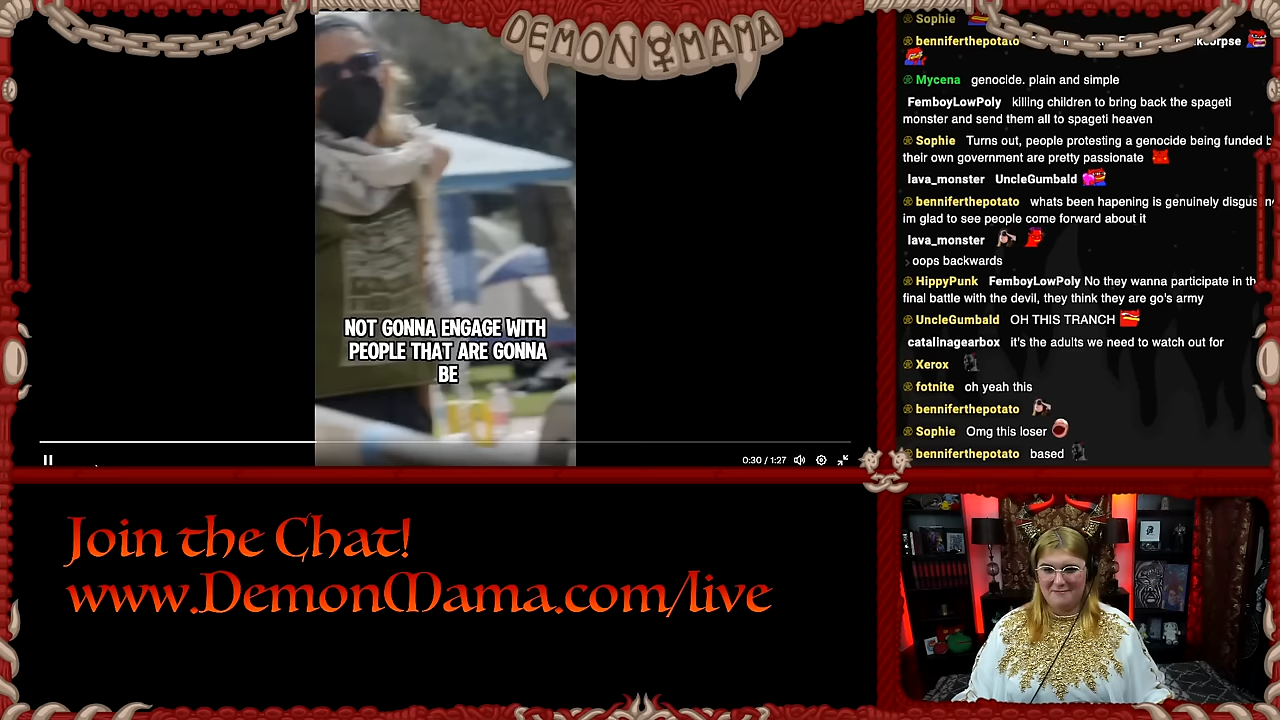 DEMON MAMA
NOT GONNA ENGAGE WITH
PEOPLE THAT ARE GONNA
BE
0:30 / 1:27
Join the Chat!
www.DemonMama.com/live
Sophie
benniferthepotato
Mycena genocide. plain and simple
FemboyLowPoly killing children to bring back the spageti
monster and send them all to spageti heaven
Sophie Turns out, people protesting a genocide being funded b
their own government are pretty passionate
lava_monster UncleGumbald
benniferthepotato whats been hapening is genuinely disgus
im glad to see people come forward about it
lava_monster
oops backwards
HippyPunk FemboyLowPoly No they wanna participate in th
final battle with the devil, they think they are go's army
UncleGumbald OH THIS TRANCH
catalinagearbox it's the adults we need to watch out for
Xerox
fotnite oh yeah this
benniferthepotato
Sophie Omg this loser
benniferthepotato based